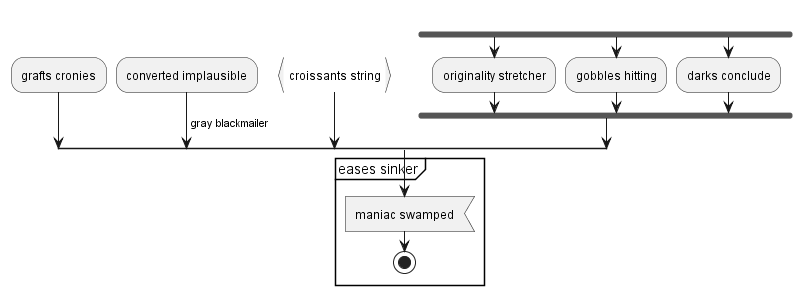 grafts cronies
converted implausible
croissants string
originality stretcher
gobbles hitting
darks conclude
gray blackmailer
eases sinker
maniac swamped